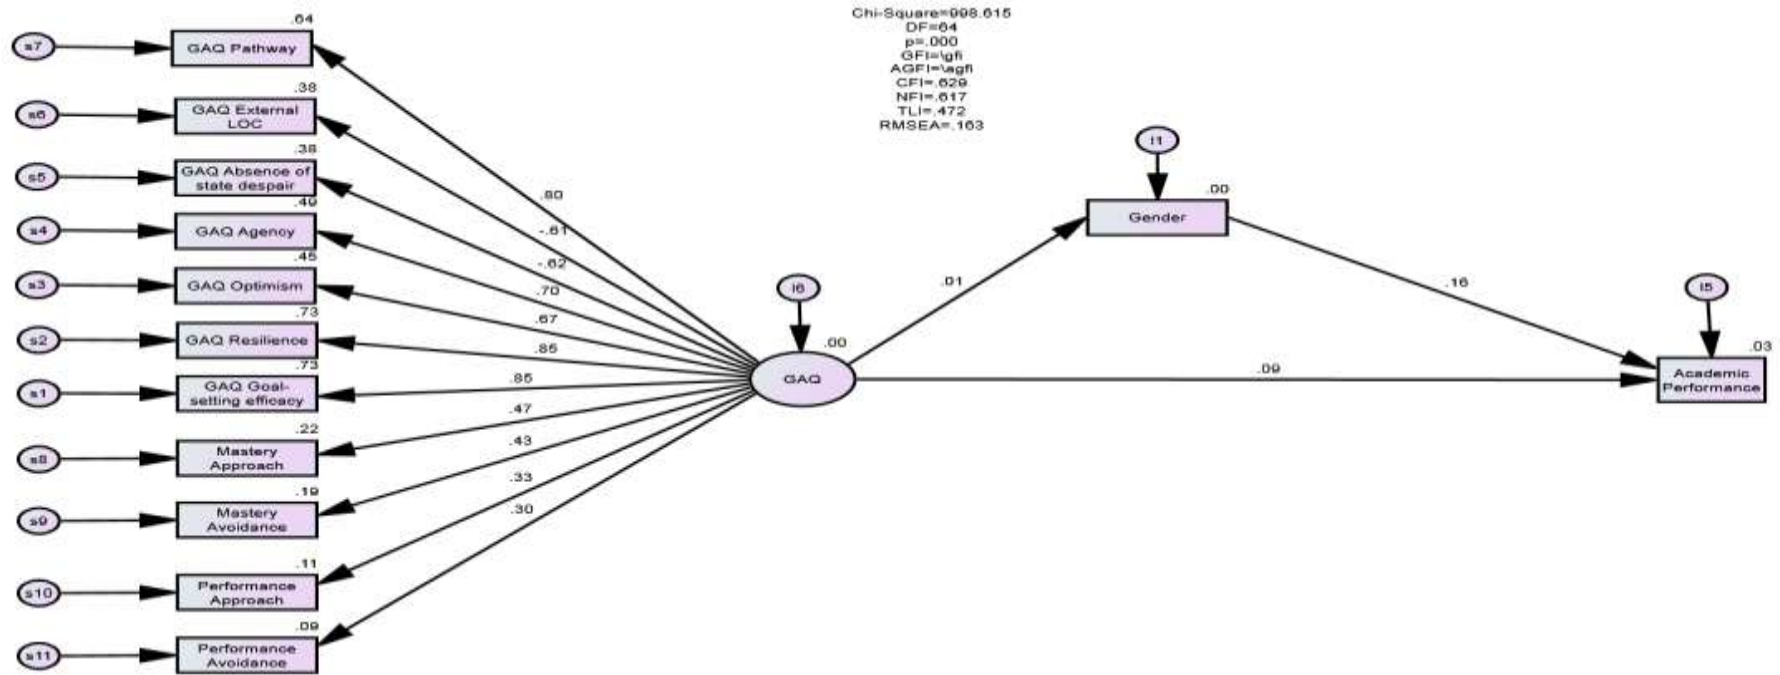 Chi-Square=998.615
DF=64
p=.000
GFI=\gfi
AGFI=\agfi
CFI=.629
NFI=.617
TLI=.472
RMSEA=.163
.64
s7
GAQ Pathway
.38
s6
GAQ External
LOC
.38
s5
GAQ Absence of
state despair
.49
s4
GAQ Agency
.45
s3
GAQ Optimism
.73
s2
GAQ Resilience
.73
s1
GAQ Goal-
setting efficacy
.22
s8
Mastery
Approach
.19
s9
Mastery
Avoidance
.11
s10
Performance
Approach
.09
s11
Performance
Avoidance
.80
-.61
-.62
.70
.67
.85
.85
.47
.43
.33
.30
I6
.00
GAQ
.01
.09
I1
.00
Gender
.16
I5
.03
Academic
Performance